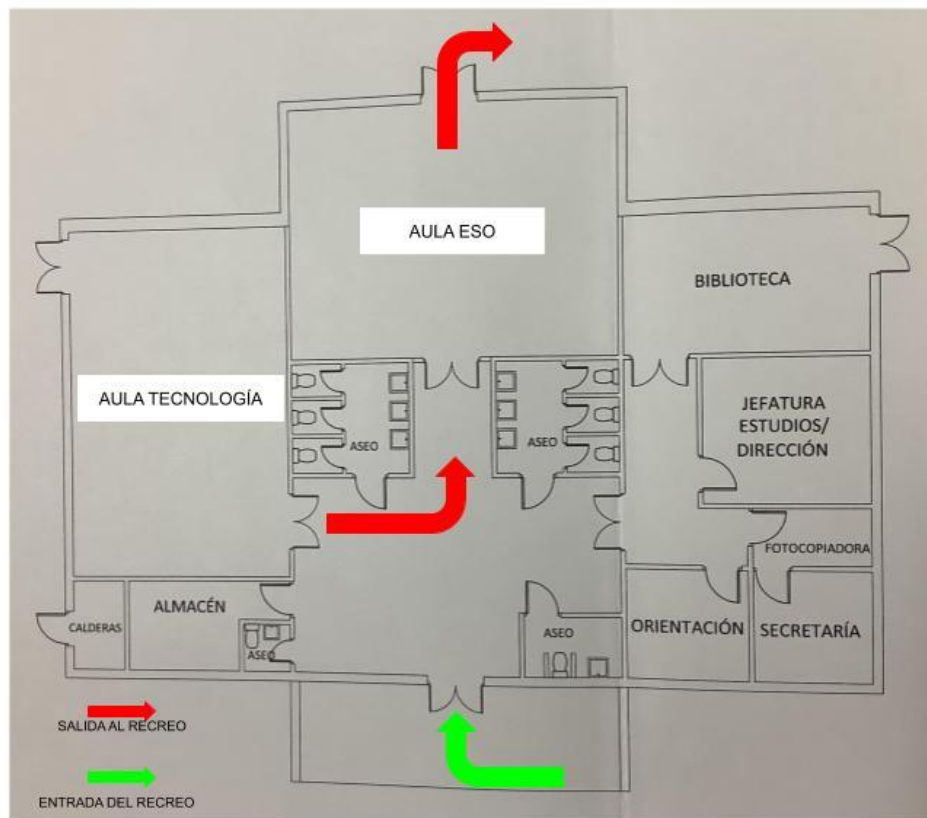 AULA ESO
BIBLIOTECA
AULA TECNOLOGÍA
JEFATURA
ESTUDIOS/
DIRECCIÓN
ASEO
ASEO
FOTOCOPIADORA
ALMACÉN
CALDERAS
ASEO
ASEO
ORIENTACIÓN
SECRETARÍA
SALIDA AL RECREO
ENTRADA DEL RECREO